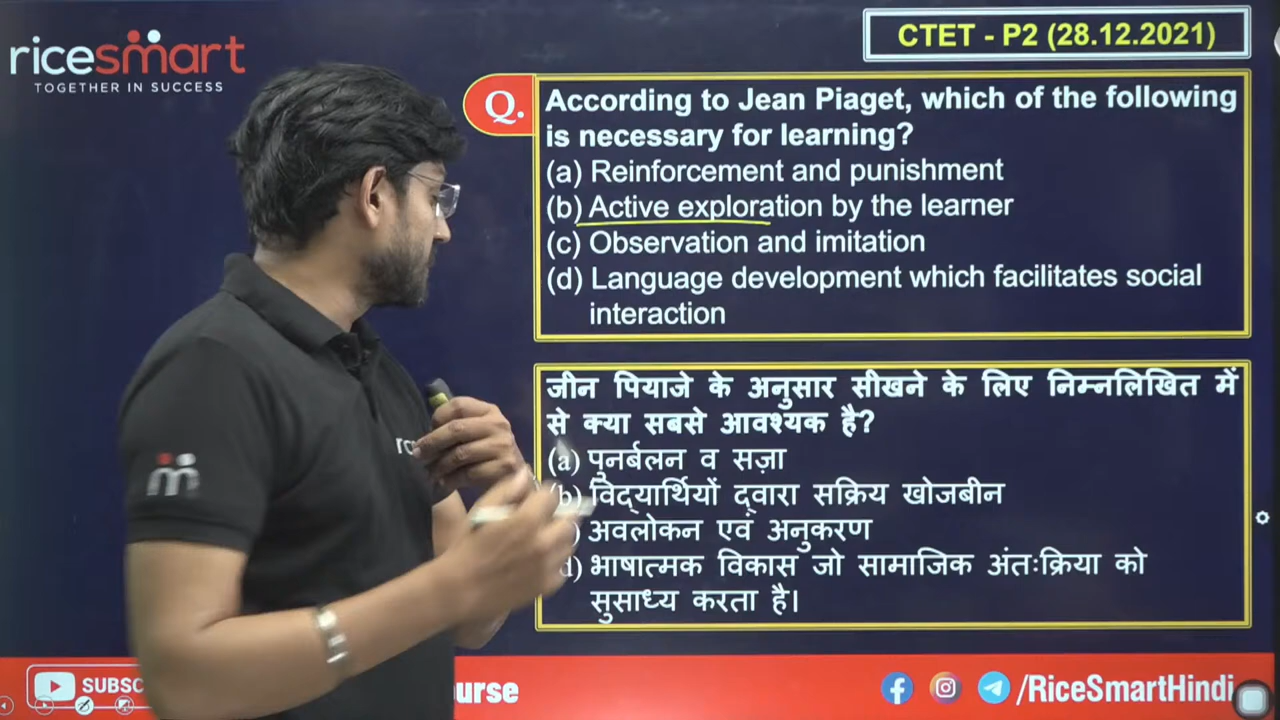 ricesmart
TOGETHER IN SUCCESS
CTET - P2 (28.12.2021)
Q.
According to Jean Piaget, which of the following
is necessary for learning?
(a) Reinforcement and punishment
(b) Active exploration by the learner
(c) Observation and imitation
(d) Language development which facilitates social
interaction
जीन पियाजे के अनुसार सीखने के लिए निम्नलिखित में
से क्या सबसे आवश्यक है?
(a) पुनर्बलन व सज़ा
(b) विद्यार्थियों द्वारा सक्रिय खोजबीन
अवलोकन एवं अनुकरण
d) भाषात्मक विकास जो सामाजिक अंतःक्रिया को
सुसाध्य करता है।
/RiceSmartHindi